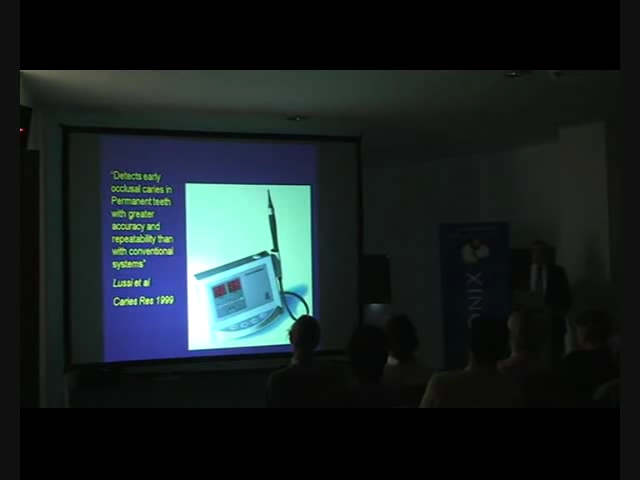 "Detects early
occlusal caries in
Permanent teeth
with greater
accuracy and
repeatability than
with conventional
systems"
Lussi et al
Caries Res 1999
ONIX